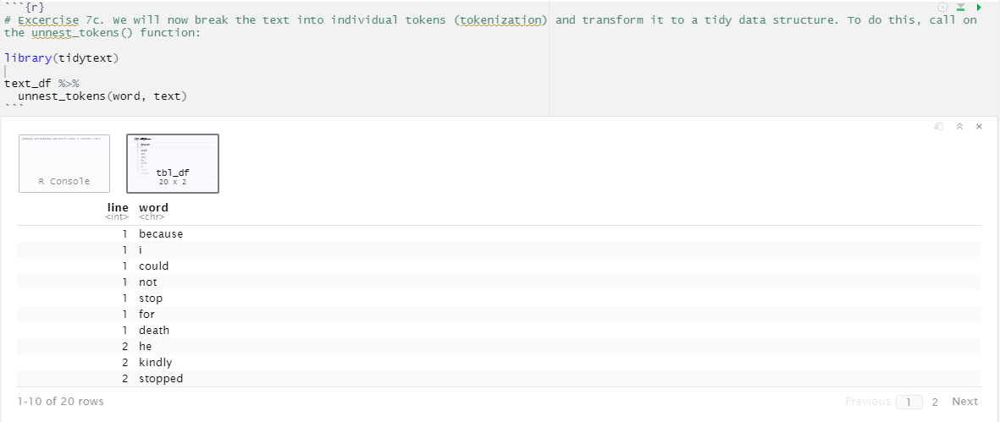 ```{r}
# Excercise 7c. We will now break the text into individual tokens (tokenization) and transform it to a tidy data structure. To do this, call on
the unnest_tokens() function:
library(tidytext)
text_df %>%
  unnest_tokens(word, text)
```
R Console
tbl_df
20 x 2
line word
<int> <chr>
1 because
1 i
1 could
1 not
1 stop
1 for
1 death
2 he
2 kindly
2 stopped
1-10 of 20 rows
Previous 1 2 Next